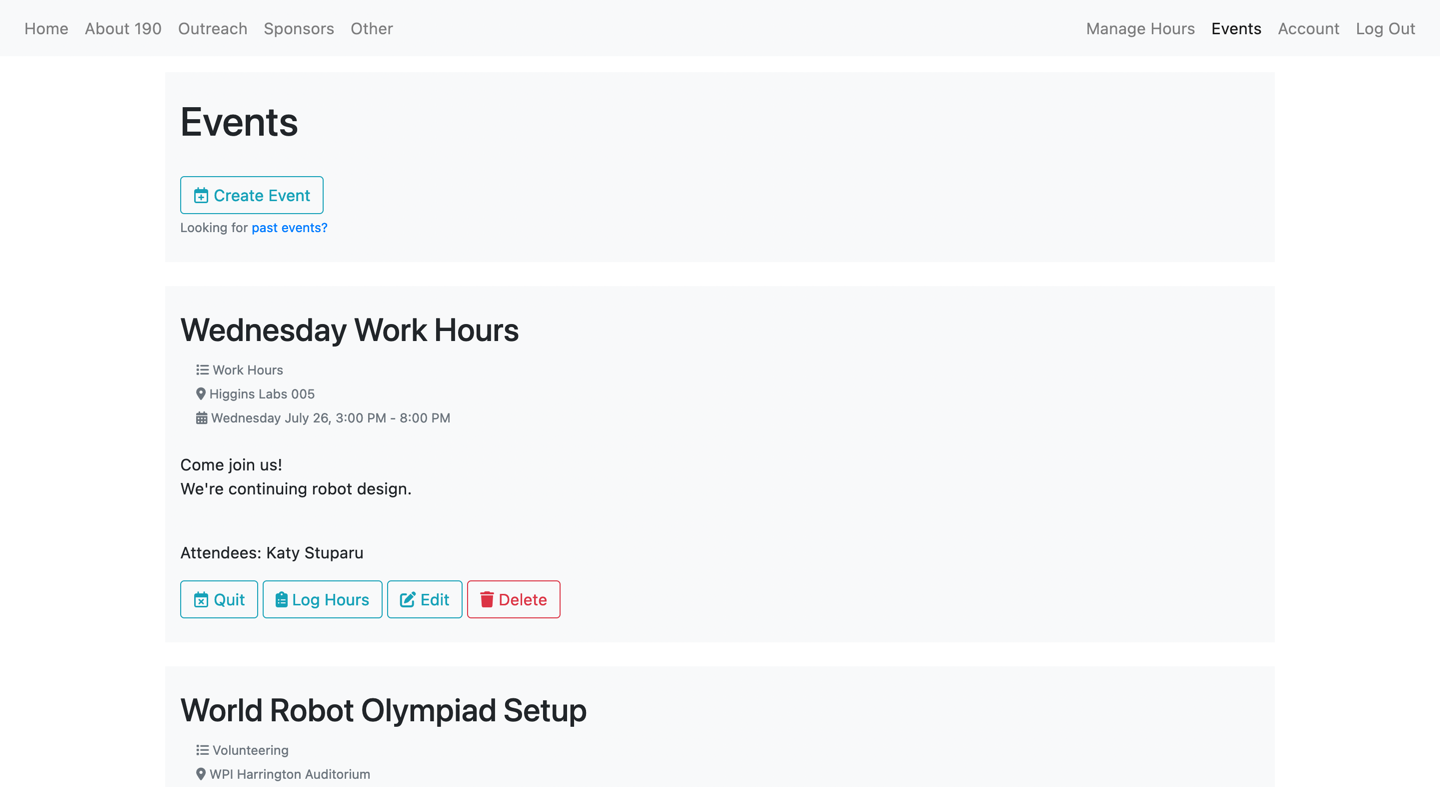 Home About 190 Outreach Sponsors Other Manage Hours Events Account Log Out
Events
Create Event
Looking for past events?
Wednesday Work Hours
Work Hours
Higgins Labs 005
Wednesday July 26, 3:00 PM - 8:00 PM
Come join us!
We're continuing robot design.
Attendees: Katy Stuparu
Quit Log Hours Edit Delete
World Robot Olympiad Setup
Volunteering
WPI Harrington Auditorium